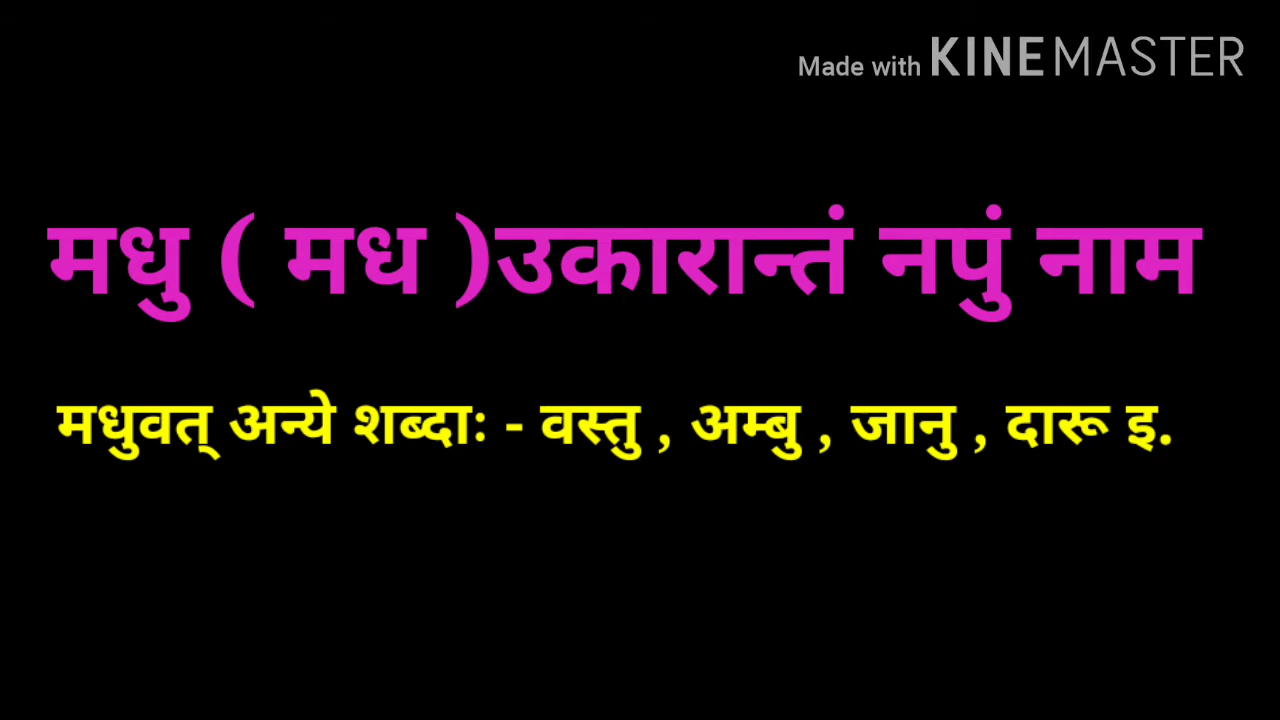 Made with KINEMASTER
मधु ( मध )उकारान्तं नपुं नाम
मधुवत् अन्ये शब्दाः - वस्तु , अम्बु , जानु , दारू इ.